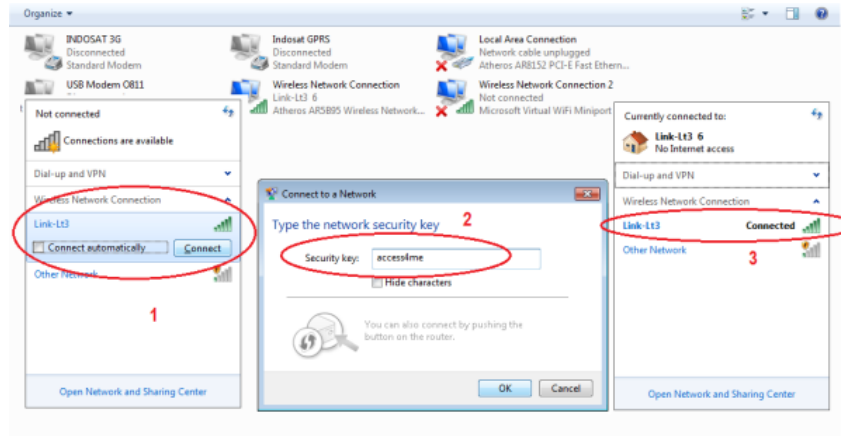 Organize
INDOSAT 3G
Disconnected
Standard Modem
Indosat GPRS
Disconnected
Standard Modem
Local Area Connection
Network cable unplugged
Atheros AR8152 PCI-E Fast Ethern...
USB Modem O811
Wireless Network Connection
Link-Lt3 6
Atheros AR5B95 Wireless Network...
Wireless Network Connection 2
Not connected
Microsoft Virtual WiFi Miniport
Not connected
Connections are available
Dial-up and VPN
Wireless Network Connection
Link-Lt3
Connect automatically
Connect
Other Network
1
Open Network and Sharing Center
Connect to a Network
Type the network security key
2
Security key:
access4me
Hide characters
You can also connect by pushing the
button on the router.
OK
Cancel
Currently connected to:
Link-Lt3 6
No Internet access
Dial-up and VPN
Wireless Network Connection
Link-Lt3
Connected
Other Network
3
Open Network and Sharing Center